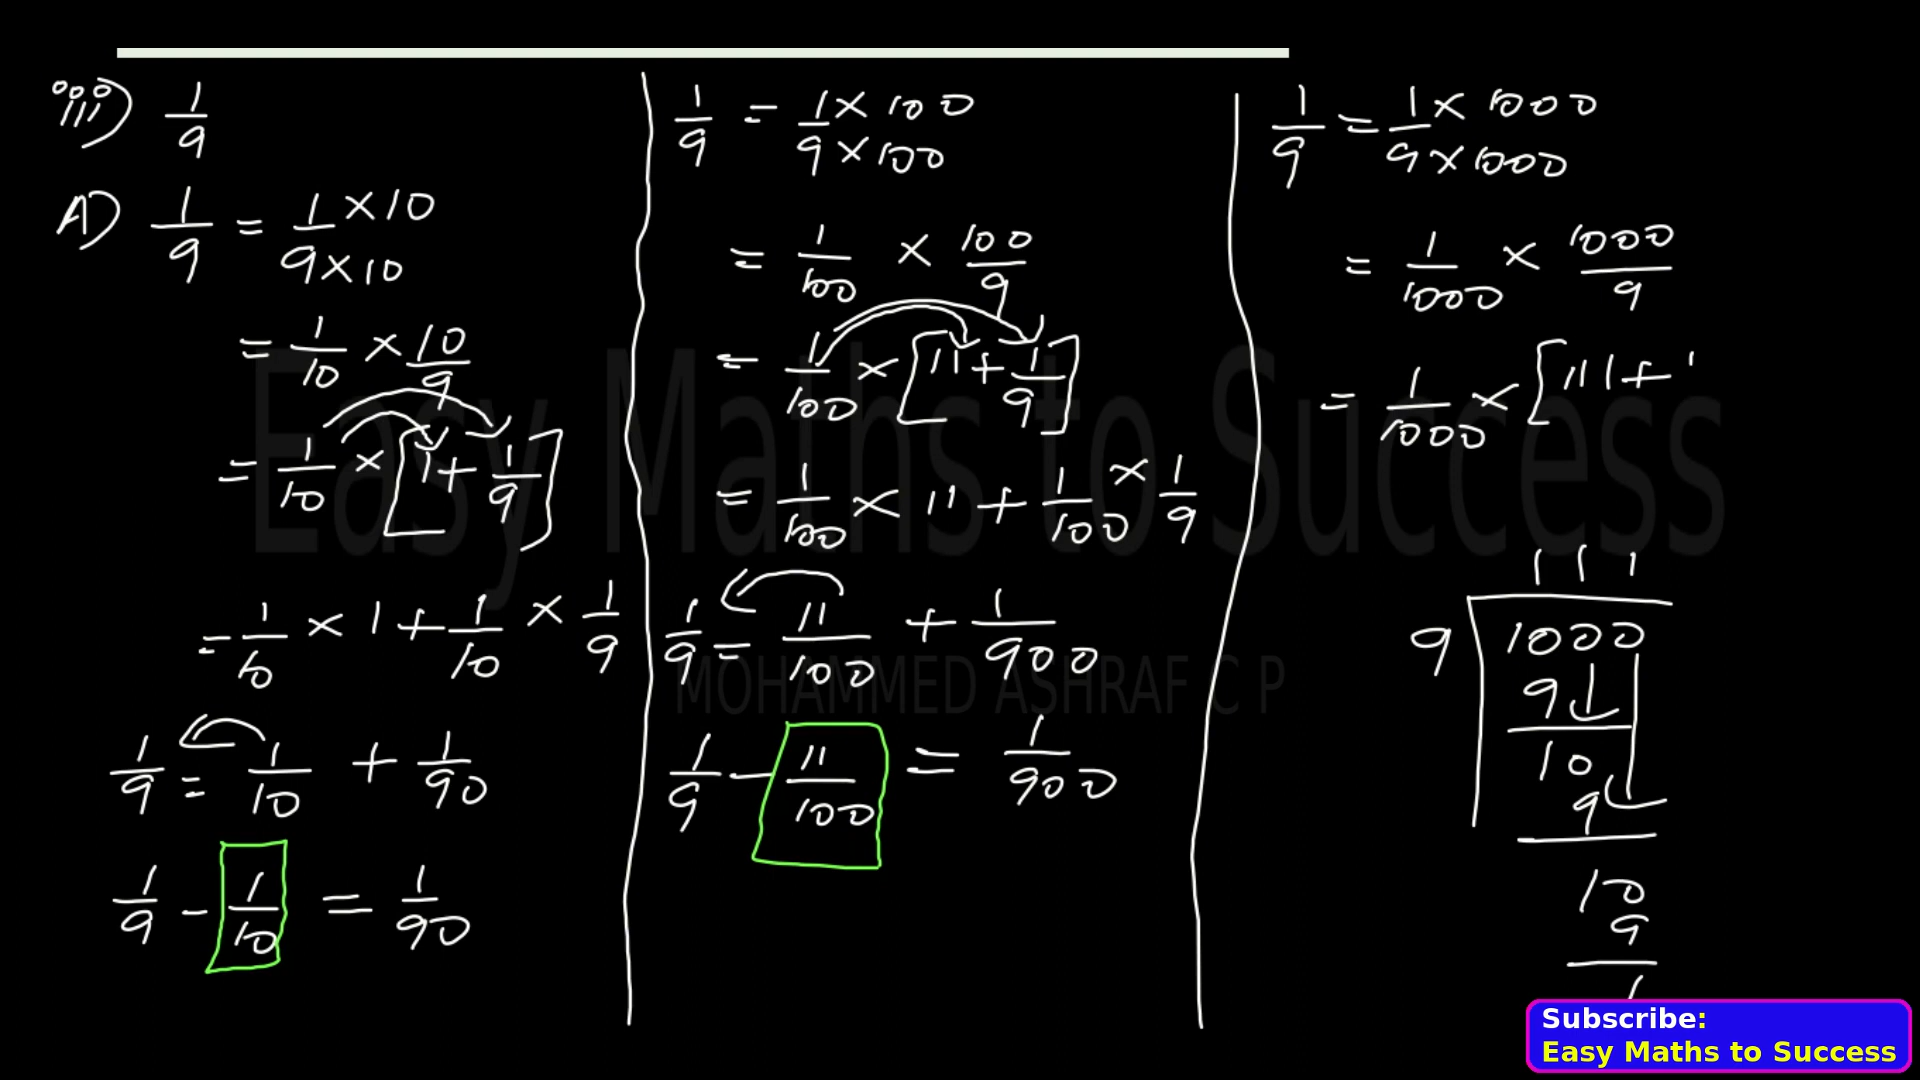 iii) 1/9
A) 1/9 = 1×10 / 9×10
= 1/10 × 10/9
= 1/10 × [1 + 1/9]
= 1/10 × 1 + 1/10 × 1/9
1/9 = 1/10 + 1/90
1/9 - 1/10 = 1/90
1/9 = 1×100 / 9×100
= 1/100 × 100/9
= 1/100 × [11 + 1/9]
= 1/100 × 11 + 1/100 × 1/9
1/9 = 11/100 + 1/900
1/9 - 11/100 = 1/900
1/9 = 1×1000 / 9×1000
= 1/1000 × 1000/9
= 1/1000 × [111 + '
111
9 1000
9
10
9
10
9
1
Easy Maths to Success
MOHAMMED ASHRAF C P
Subscribe:
Easy Maths to Success